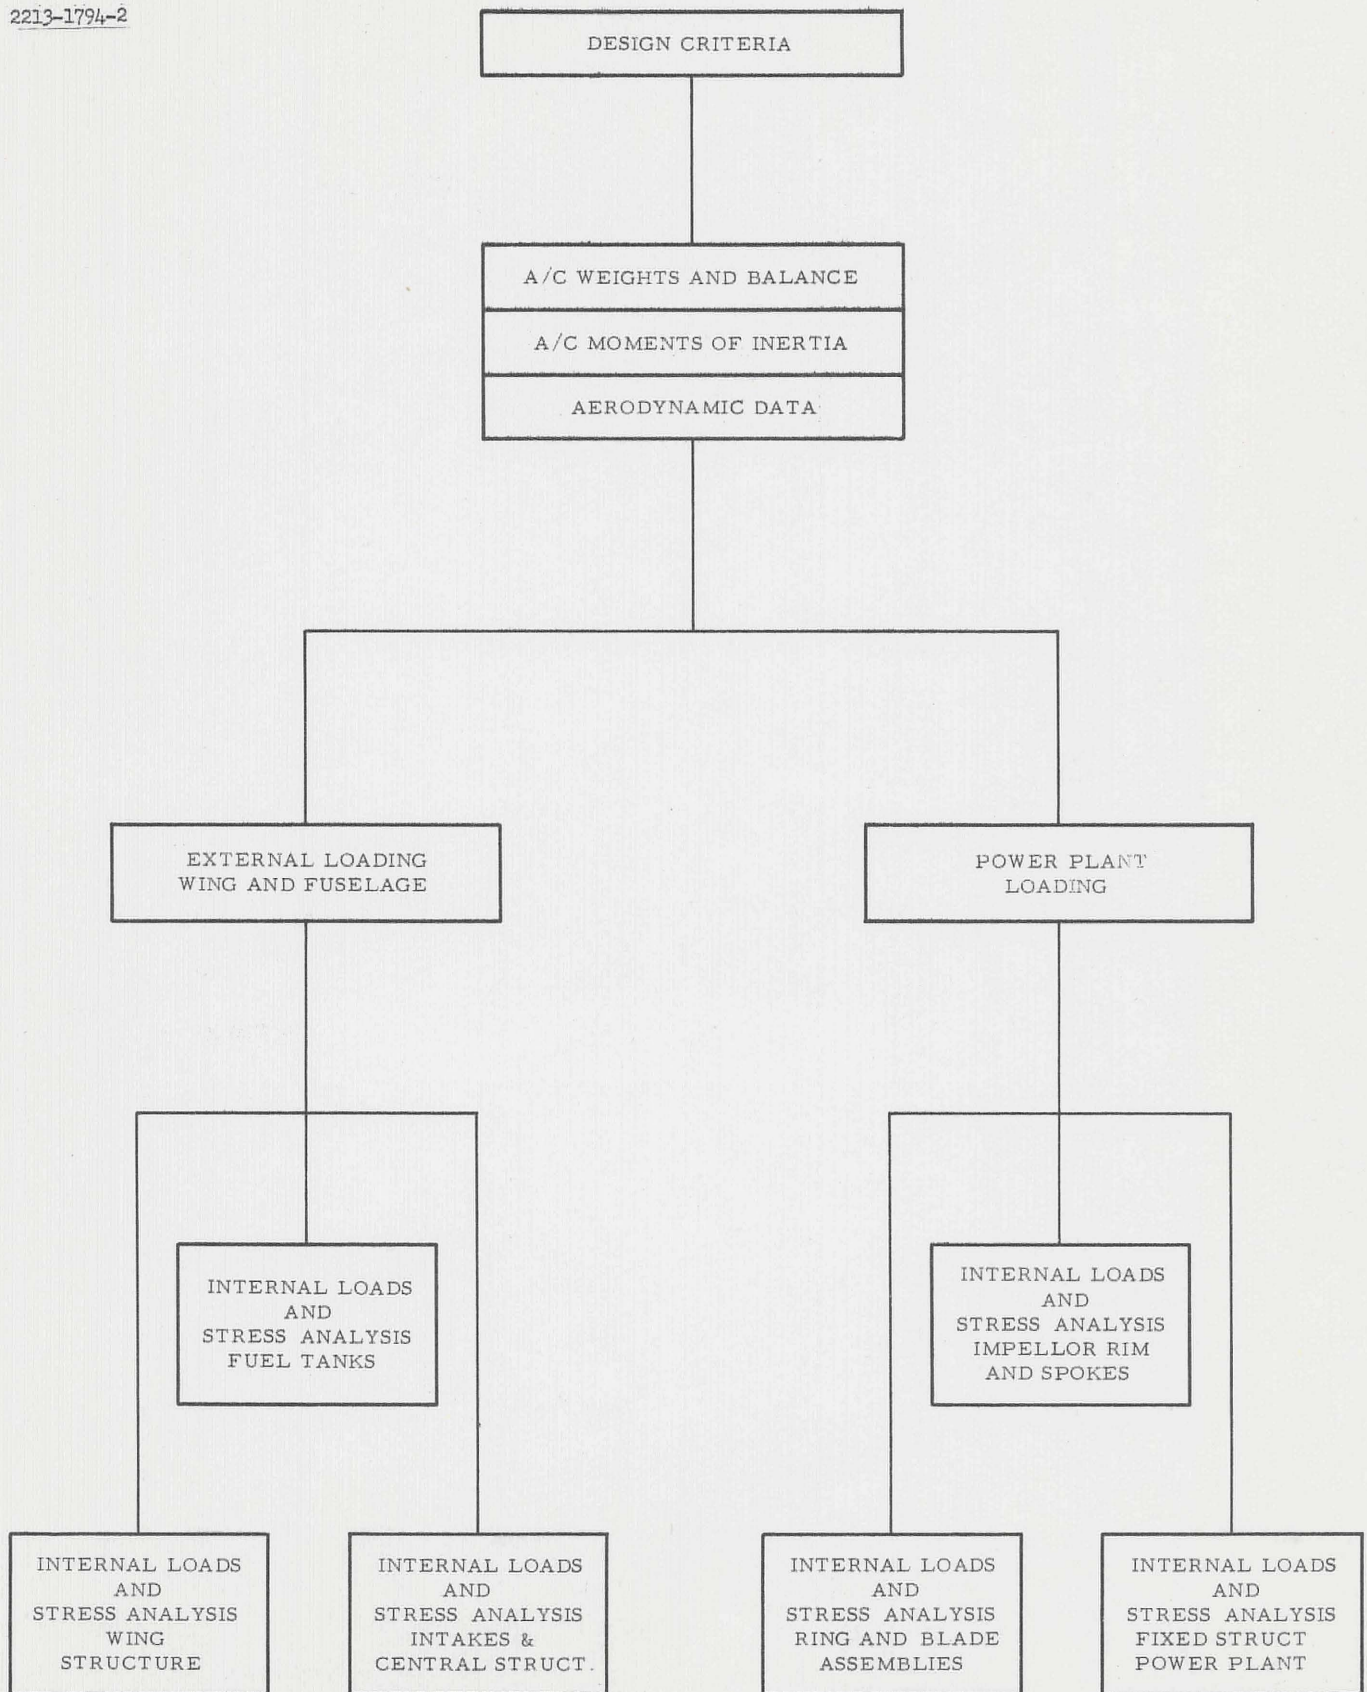 2213-1794-2
DESIGN CRITERIA
A/C WEIGHTS AND BALANCE
A/C MOMENTS OF INERTIA
AERODYNAMIC DATA
EXTERNAL LOADING
WING AND FUSELAGE
POWER PLANT
LOADING
INTERNAL LOADS
AND
STRESS ANALYSIS
FUEL TANKS
INTERNAL LOADS
AND
STRESS ANALYSIS
IMPELLOR RIM
AND SPOKES
INTERNAL LOADS
AND
STRESS ANALYSIS
WING
STRUCTURE
INTERNAL LOADS
AND
STRESS ANALYSIS
INTAKES &
CENTRAL STRUCT.
INTERNAL LOADS
AND
STRESS ANALYSIS
RING AND BLADE
ASSEMBLIES
INTERNAL LOADS
AND
STRESS ANALYSIS
FIXED STRUCT
POWER PLANT